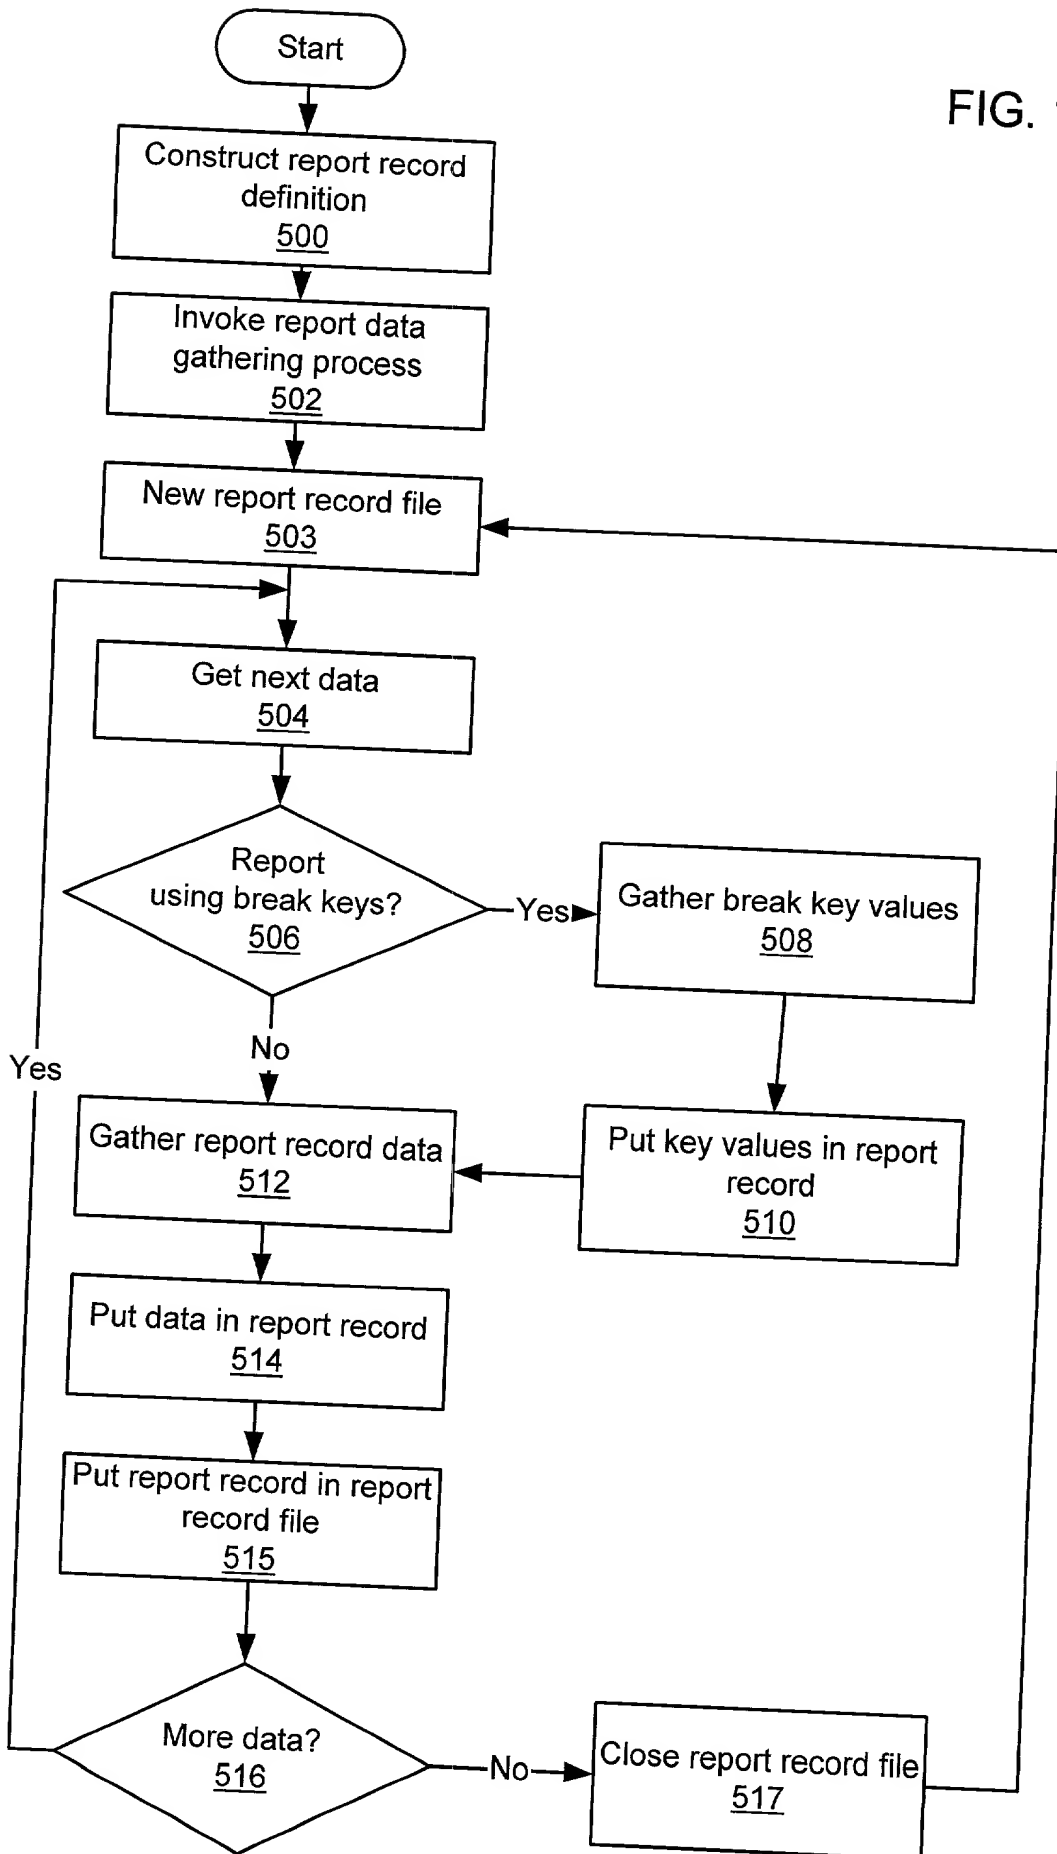 Start
FIG.
Construct report record
definition
500
Invoke report data
gathering process
502
New report record file
503
Get next data
504
Report
using break keys?
506
Yes
Gather break key values
508
No
Yes
Gather report record data
512
Put key values in report
record
510
Put data in report record
514
Put report record in report
record file
515
More data?
516
No
Close report record file
517